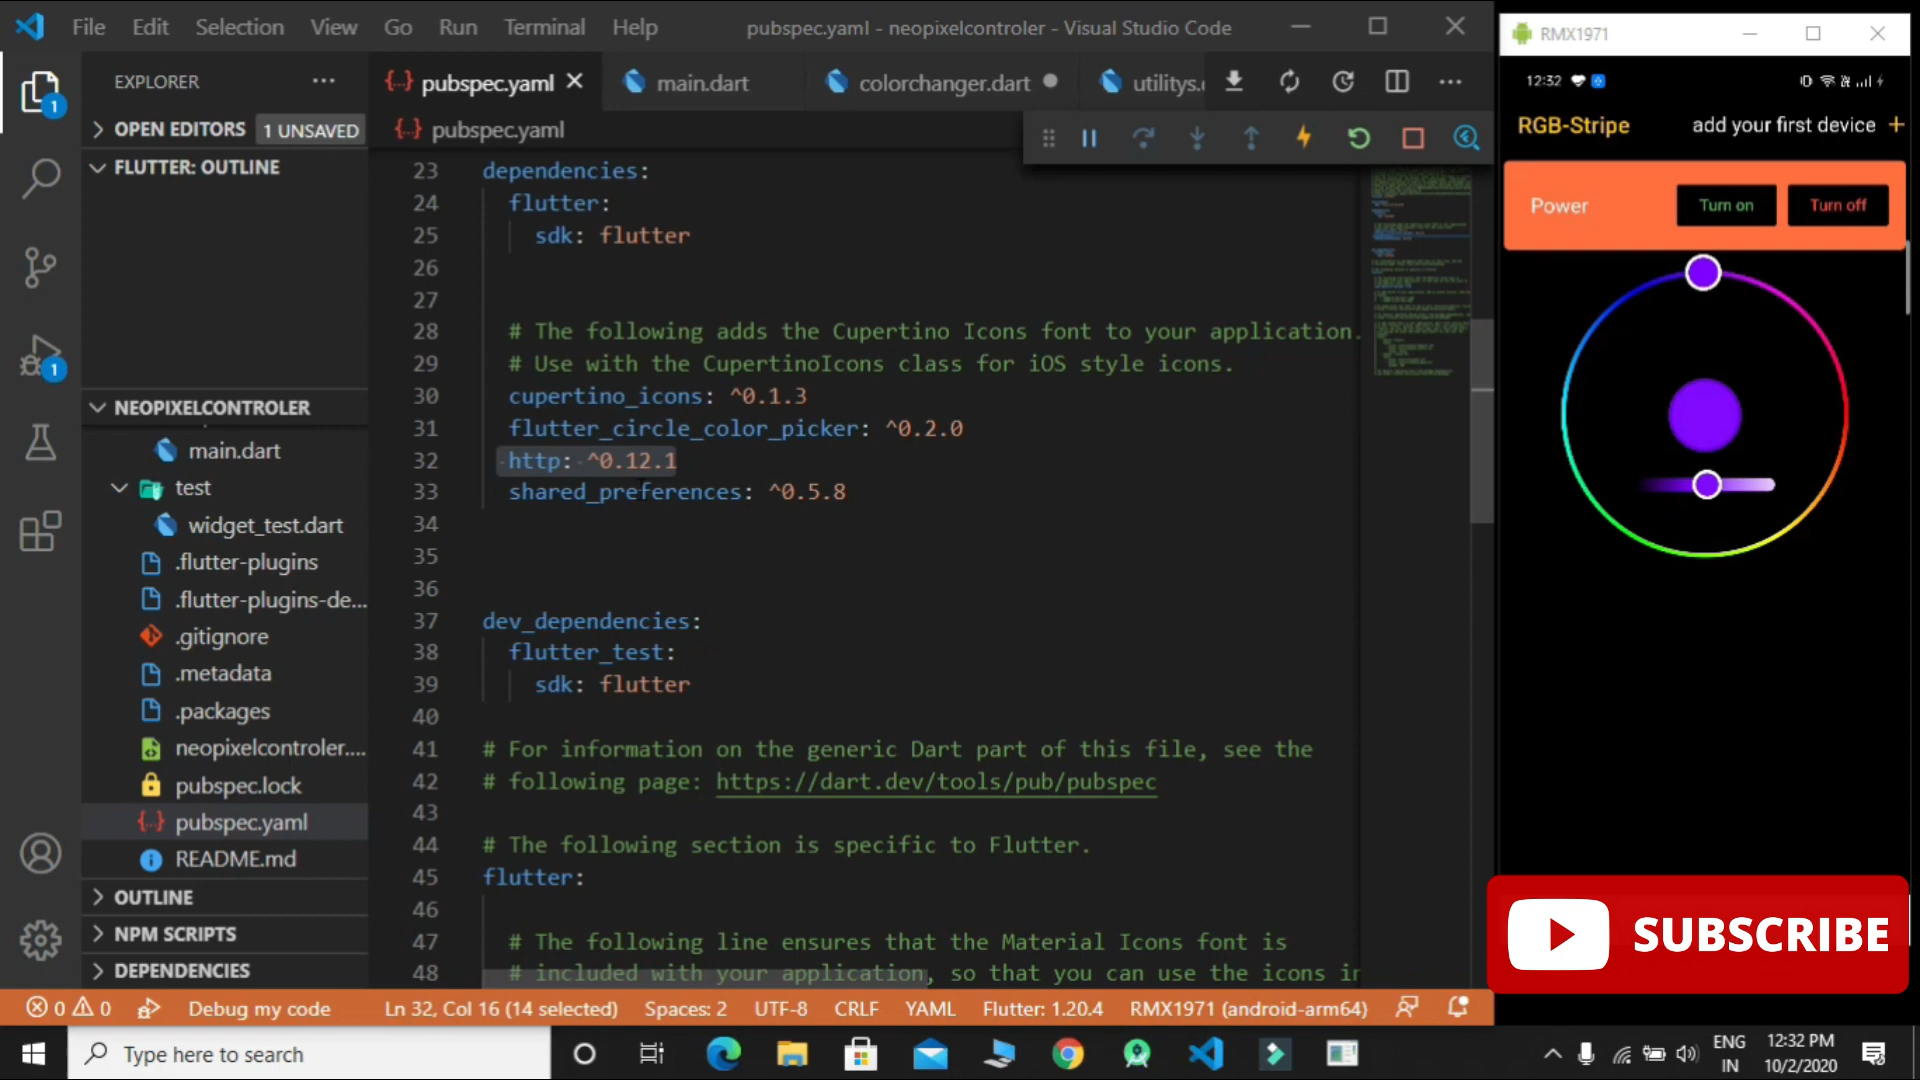 File Edit Selection View Go Run Terminal Help
pubspec.yaml - neopixelcontroler - Visual Studio Code
RMX1971
EXPLORER
pubspec.yaml
main.dart
colorchanger.dart
utilitys.
12:32
OPEN EDITORS
1 UNSAVED
pubspec.yaml
RGB-Stripe
add your first device +
FLUTTER: OUTLINE
Power
Turn on
Turn off
NEOPIXELCONTROLER
main.dart
test
widget_test.dart
.flutter-plugins
.flutter-plugins-de...
.gitignore
.metadata
.packages
neopixelcontroler....
pubspec.lock
pubspec.yaml
README.md
OUTLINE
NPM SCRIPTS
DEPENDENCIES
1
1
23 dependencies:
24 flutter:
25 sdk: flutter
26
27
28 # The following adds the Cupertino Icons font to your application.
29 # Use with the CupertinoIcons class for iOS style icons.
30 cupertino_icons: ^0.1.3
31 flutter_circle_color_picker: ^0.2.0
32 http: ^0.12.1
33 shared_preferences: ^0.5.8
34
35
36
37 dev_dependencies:
38 flutter_test:
39 sdk: flutter
40
41 # For information on the generic Dart part of this file, see the
42 # following page: https://dart.dev/tools/pub/pubspec
43
44 # The following section is specific to Flutter.
45 flutter:
46
47 # The following line ensures that the Material Icons font is
48 # included with your application, so that you can use the icons in
SUBSCRIBE
0 0 Debug my code Ln 32, Col 16 (14 selected) Spaces: 2 UTF-8 CRLF YAML Flutter: 1.20.4 RMX1971 (android-arm64)
Type here to search
ENG
IN
12:32 PM
10/2/2020